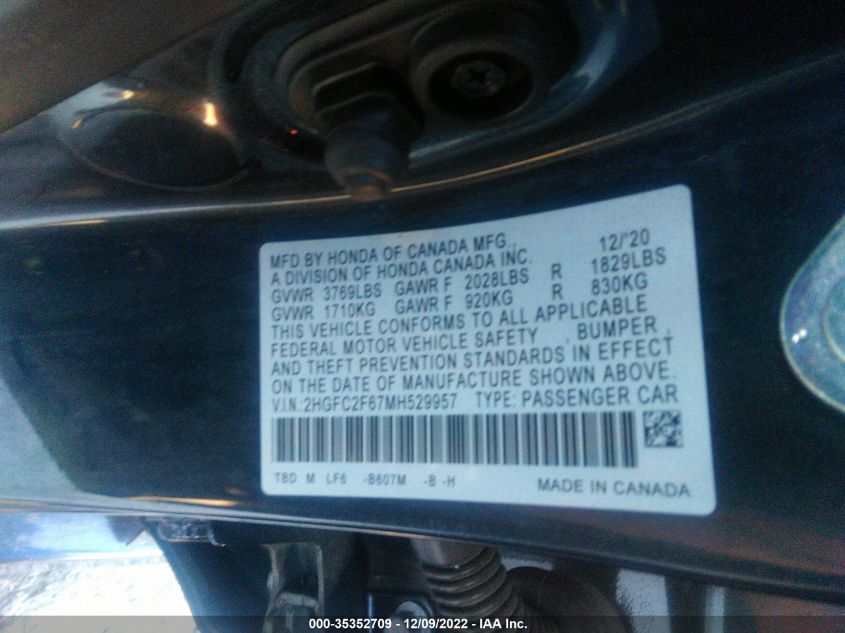 MFD.BY HONDA OF CANADA MFG., 12/'20
A DIVISION OF HONDA CANADA INC.
GVWR 3769LBS GAWR F 2028LBS R 1829LBS
GVWR 1710KG GAWR F 920KG R 830KG
THIS VEHICLE CONFORMS TO ALL APPLICABLE
FEDERAL MOTOR VEHICLE SAFETY , BUMPER ,
AND THEFT PREVENTION STANDARDS IN EFFECT
ON THE DATE OF MANUFACTURE SHOWN ABOVE.
V.I.N:2HGFC2F67MH529957 TYPE: PASSENGER CAR
TBD M LF6 -B607M -B -H MADE IN CANADA
000-35352709 - 12/09/2022 - IAA Inc.